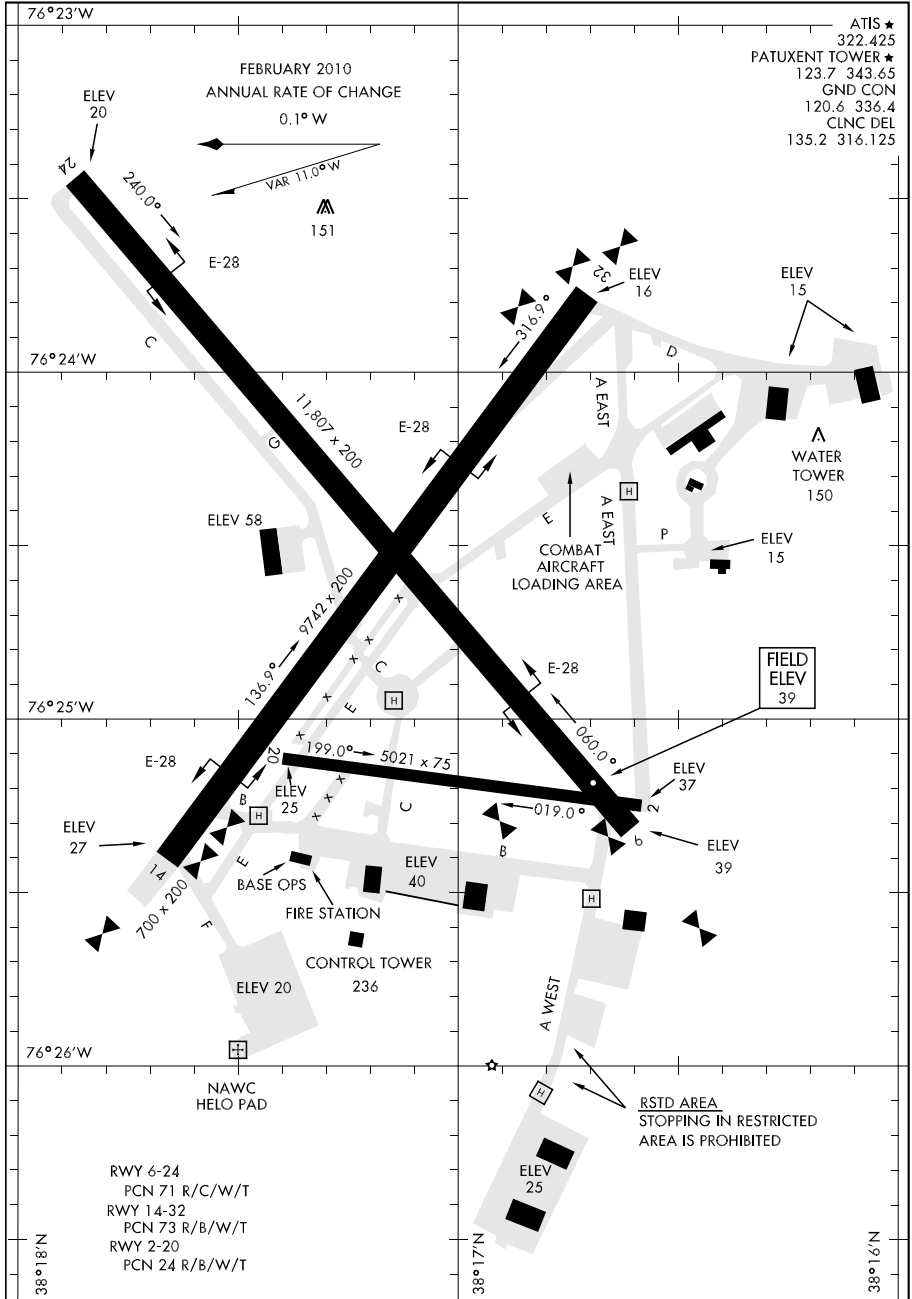 76°23'W
ATIS ★
322.425
PATUXENT TOWER ★
123.7 343.65
GND CON
120.6 336.4
CLNC DEL
135.2 316.125
FEBRUARY 2010
ANNUAL RATE OF CHANGE
0.1° W
VAR 11.0° W
151
ELEV
20
24
240.0°
E-28
C
G
11,807 x 200
32
ELEV
16
316.9°
ELEV
15
76°24'W
D
A EAST
E-28
WATER
TOWER
150
H
A EAST
E
P
ELEV
15
COMBAT
AIRCRAFT
LOADING AREA
ELEV 58
9742 x 200
136.9°
x
x
x
x
x
x
x
x
x
C
E
H
E-28
060.0°
FIELD
ELEV
39
76°25'W
E-28
20
199.0°
5021 x 75
019.0°
ELEV
25
B
H
C
B
2
ELEV
37
6
ELEV
39
ELEV
27
14
700 x 200
E
F
BASE OPS
FIRE STATION
ELEV
40
H
CONTROL TOWER
236
ELEV 20
A WEST
76°26'W
NAWC
HELO PAD
H
RSTD AREA
STOPPING IN RESTRICTED
AREA IS PROHIBITED
ELEV
25
RWY 6-24
PCN 71 R/C/W/T
RWY 14-32
PCN 73 R/B/W/T
RWY 2-20
PCN 24 R/B/W/T
38°18'N
38°17'N
38°16'N